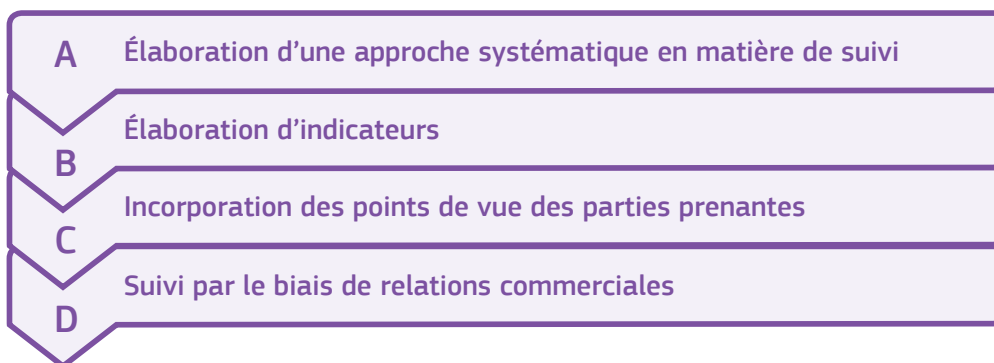 A Élaboration d’une approche systématique en matière de suivi
B Élaboration d’indicateurs
C Incorporation des points de vue des parties prenantes
D Suivi par le biais de relations commerciales